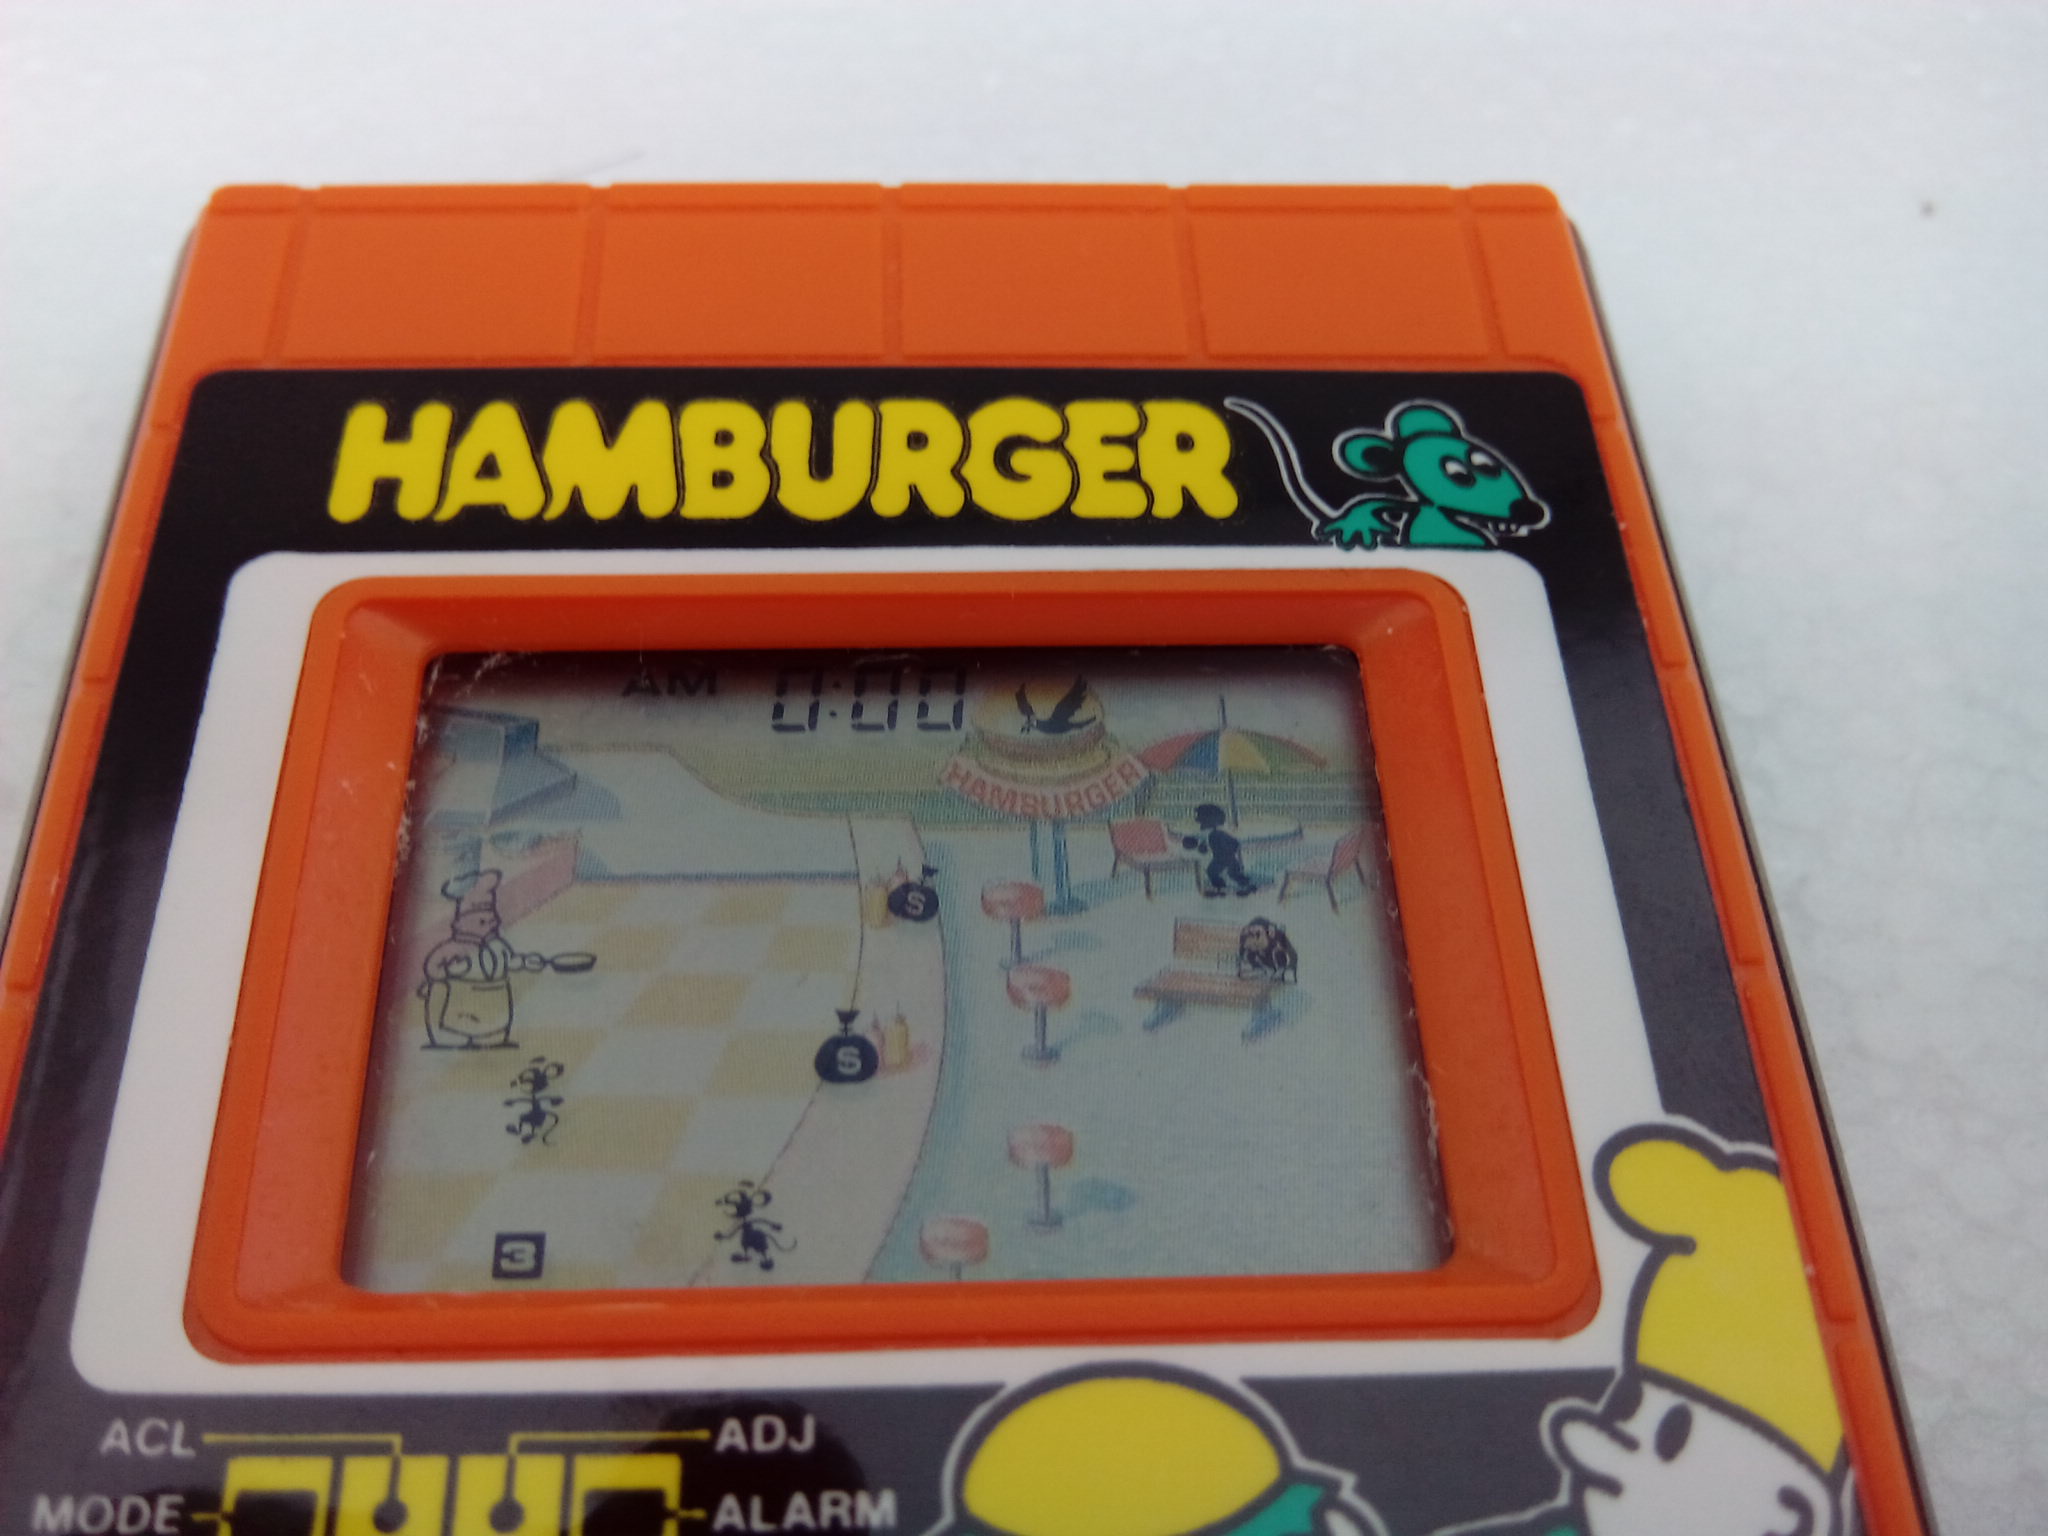 HAMBURGER
AM 0:00
HAMBURGER
S
S
3
ACL
ADJ
MODE
ALARM